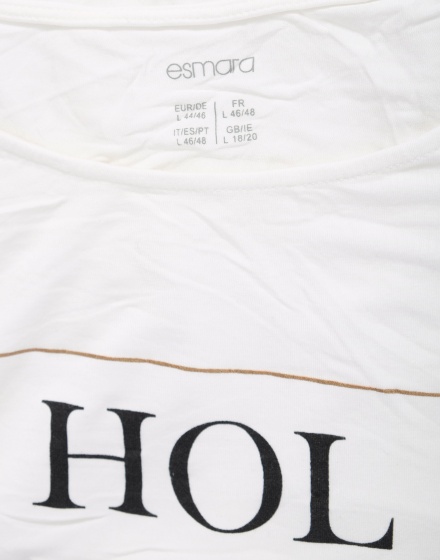 esmara
EUR/DE FR
L 44/46 L 46/48
IT/ES/PT GB/IE
L 46/48 L 18/20
HOL